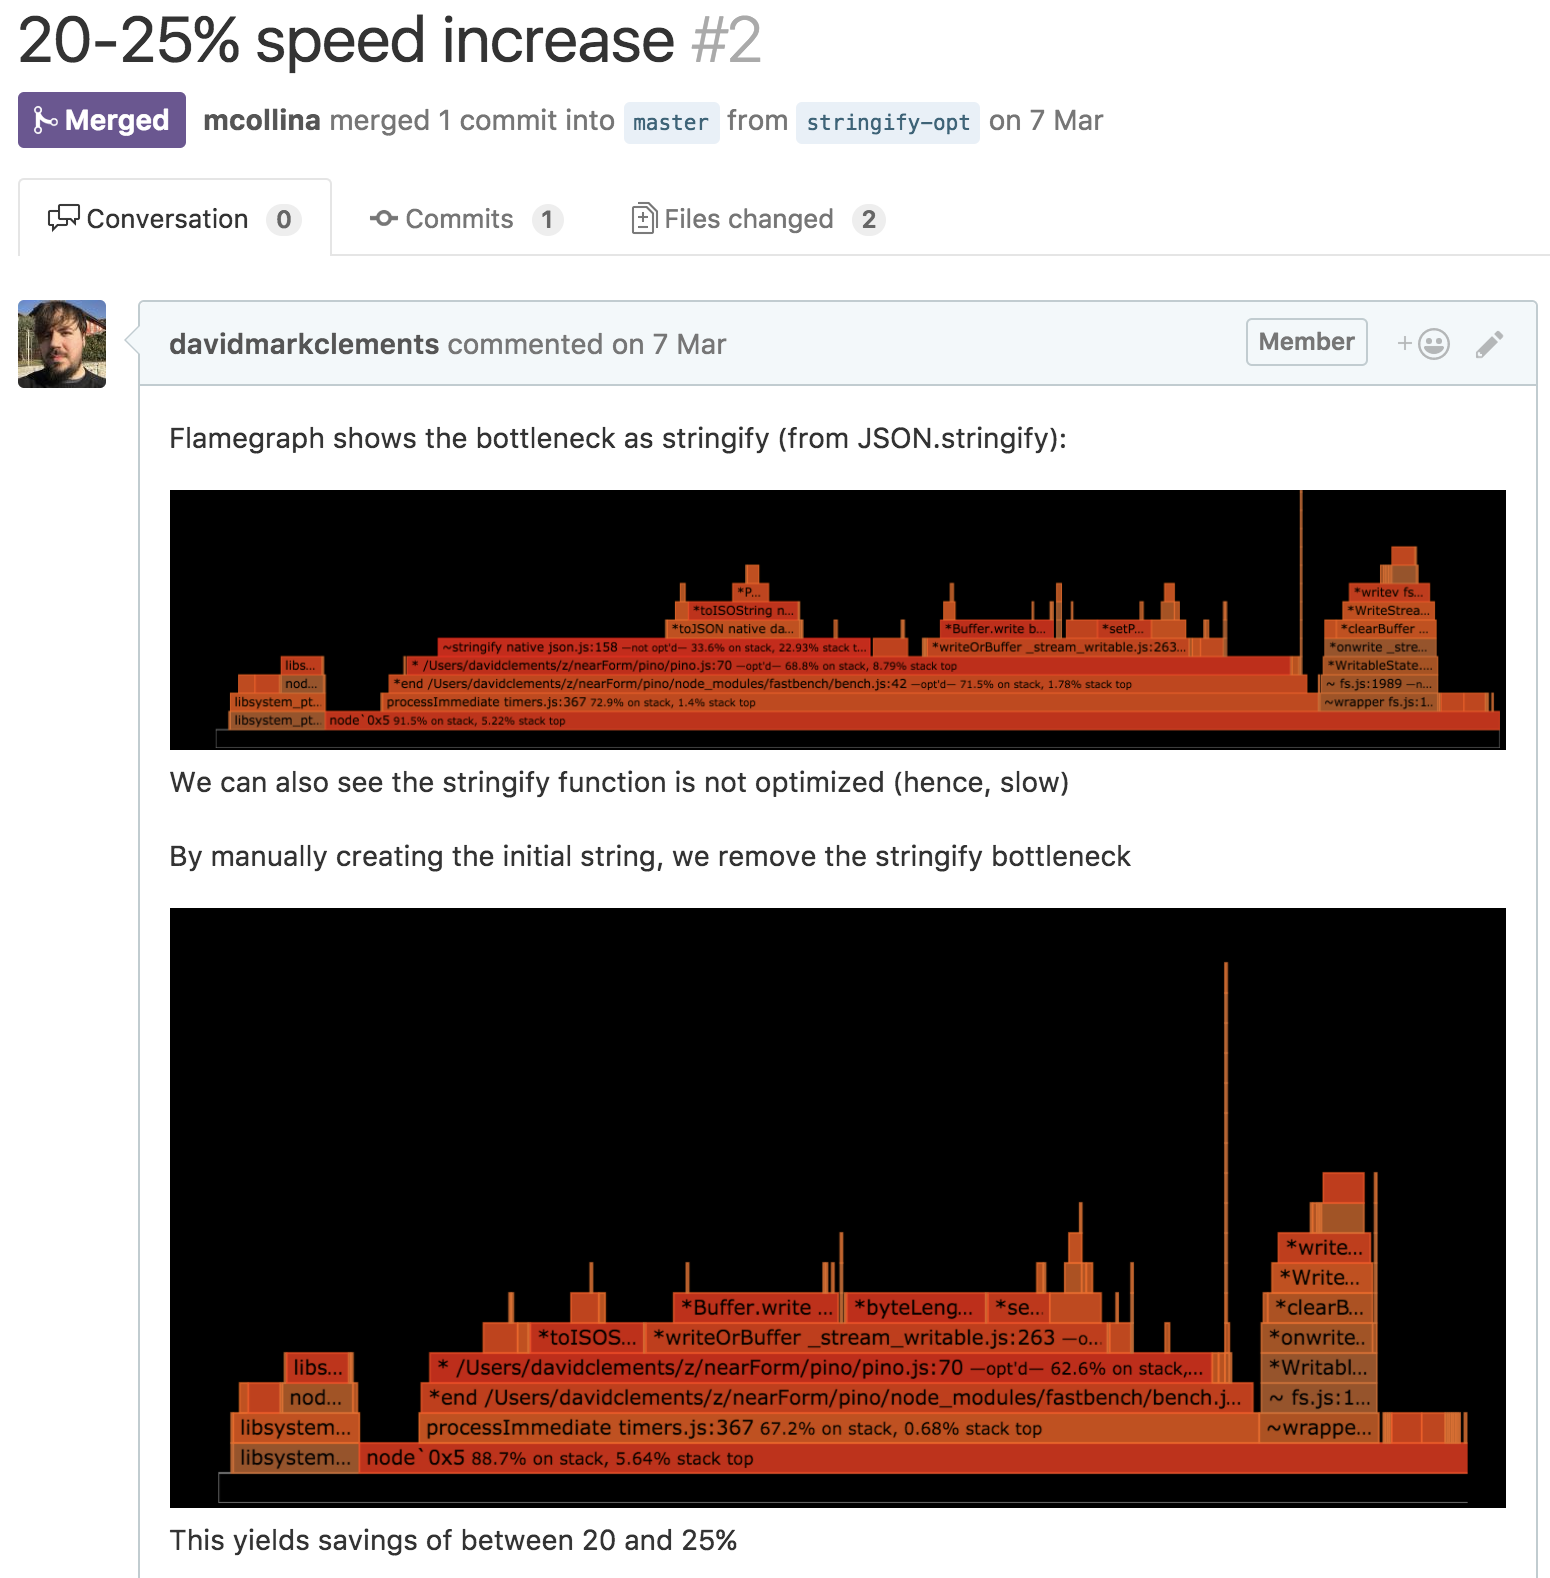 20-25% speed increase #2
Merged mcollina merged 1 commit into master from stringify-opt on 7 Mar
Conversation 0 Commits 1 Files changed 2
davidmarkclements commented on 7 Mar Member +
Flamegraph shows the bottleneck as stringify (from JSON.stringify):
*P...
*writev fs...
*toISOString n...
*WriteStrea...
*toJSON native da...
*Buffer.write b...
*setP...
*clearBuffer ...
~stringify native json.js:158 —not opt'd— 33.6% on stack, 22.93% stack t...
*writeOrBuffer _stream_writable.js:263...
*onwrite _stre...
libs...
* /Users/davidclements/z/nearForm/pino/pino.js:70 —opt'd— 68.8% on stack, 8.79% stack top
*WritableState....
nod...
*end /Users/davidclements/z/nearForm/pino/node_modules/fastbench/bench.js:42 —opt'd— 71.5% on stack, 1.78% stack top
~ fs.js:1989 —n...
libsystem_pt...
processImmediate timers.js:367 72.9% on stack, 1.4% stack top
~wrapper fs.js:1...
libsystem_pt...
node`0x5 91.5% on stack, 5.22% stack top
We can also see the stringify function is not optimized (hence, slow)
By manually creating the initial string, we remove the stringify bottleneck
*write...
*Write...
*Buffer.write ...
*byteLeng...
*se...
*clearB...
*toISOS...
*writeOrBuffer _stream_writable.js:263 —o...
*onwrite..
libs...
* /Users/davidclements/z/nearForm/pino/pino.js:70 —opt'd— 62.6% on stack,...
*Writabl...
nod...
*end /Users/davidclements/z/nearForm/pino/node_modules/fastbench/bench.j...
~ fs.js:1...
libsystem...
processImmediate timers.js:367 67.2% on stack, 0.68% stack top
~wrappe...
libsystem...
node`0x5 88.7% on stack, 5.64% stack top
This yields savings of between 20 and 25%